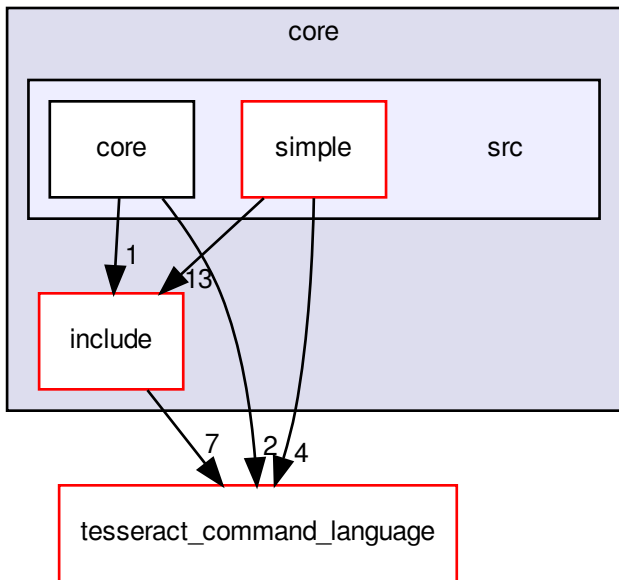 core
core
simple
src
1
13
include
7
2
4
tesseract_command_language